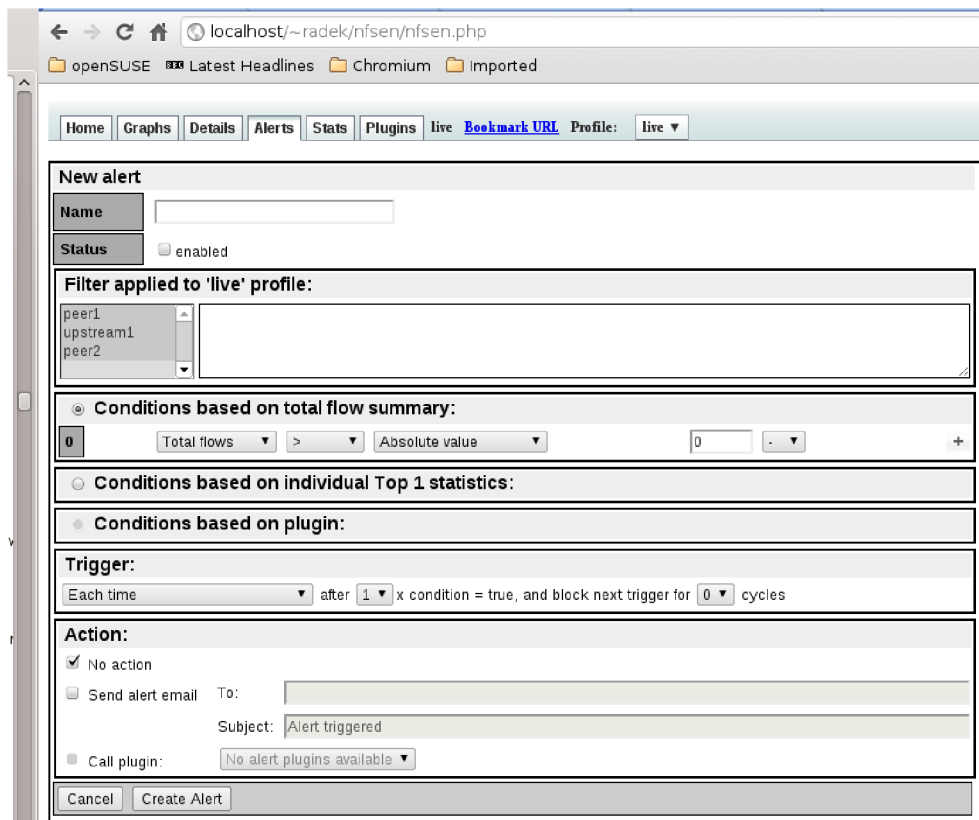 localhost/~radek/nfsen/nfsen.php
openSUSE BBC Latest Headlines Chromium Imported
Home Graphs Details Alerts Stats Plugins live Bookmark URL Profile: live ▼
New alert
Name
Status enabled
Filter applied to 'live' profile:
peer1
upstream1
peer2
Conditions based on total flow summary:
0 Total flows ▼ > ▼ Absolute value ▼ 0 - ▼ +
Conditions based on individual Top 1 statistics:
Conditions based on plugin:
Trigger:
Each time ▼ after 1 ▼ x condition = true, and block next trigger for 0 ▼ cycles
Action:
No action
Send alert email To:
Subject: Alert triggered
Call plugin: No alert plugins available ▼
Cancel Create Alert